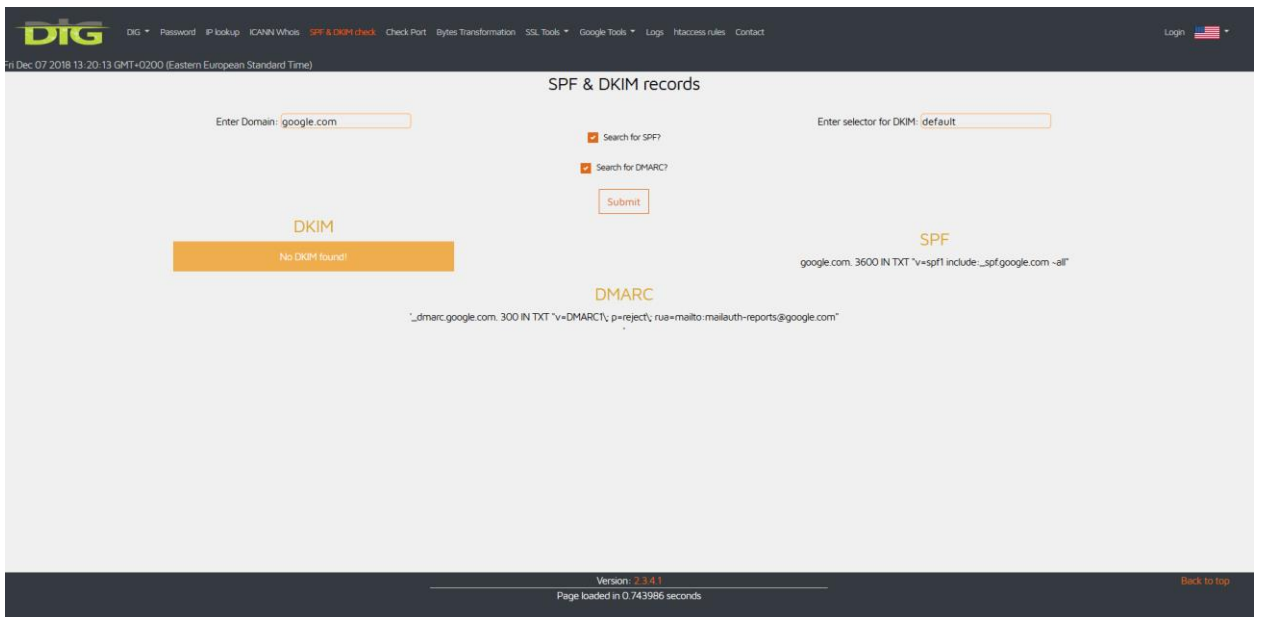 DIG
DIG Password IP lookup ICANN Whois SPF & DKIM check Check Port Bytes Transformation SSL Tools Google Tools Logs htaccess rules Contact Login
Fri Dec 07 2018 13:20:13 GMT+0200 (Eastern European Standard Time)
SPF & DKIM records
Enter Domain: google.com
Enter selector for DKIM: default
Search for SPF?
Search for DMARC?
Submit
DKIM
No DKIM found!
SPF
google.com. 3600 IN TXT "v=spf1 include:_spf.google.com ~all"
DMARC
'_dmarc.google.com. 300 IN TXT "v=DMARC1\; p=reject\; rua=mailto:mailauth-reports@google.com"
'
Version: 2.3.4.1
Back to top
Page loaded in 0.743986 seconds